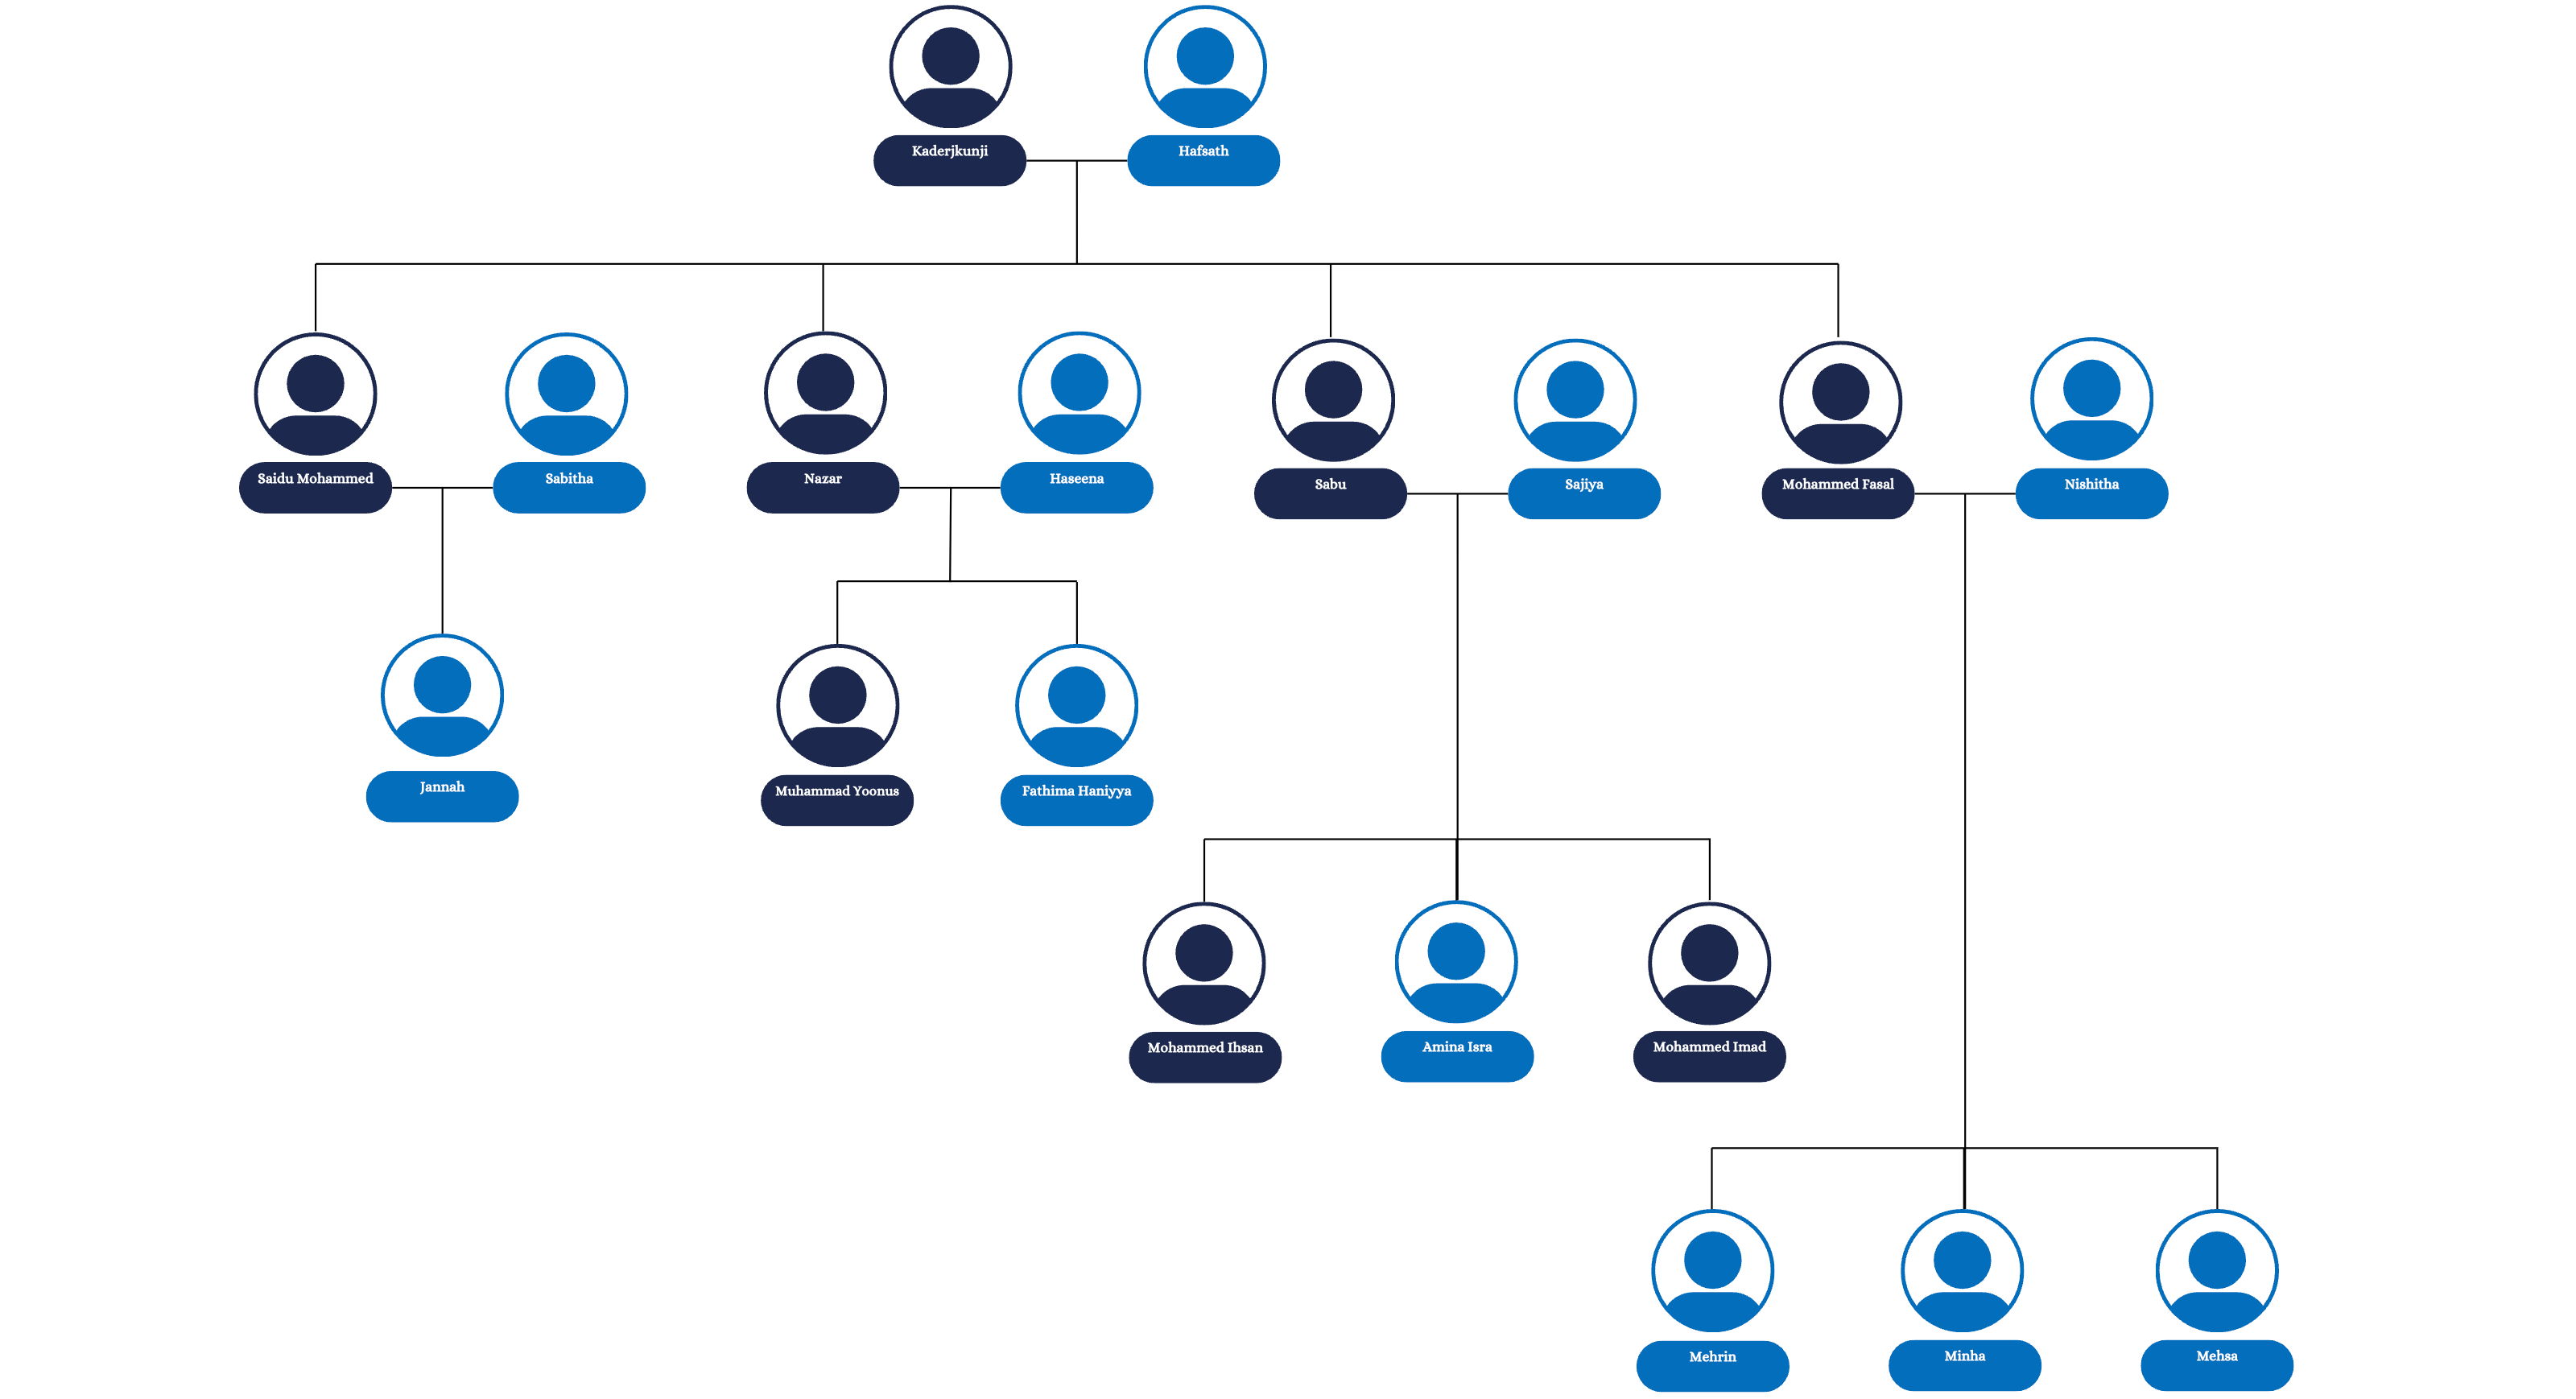 Kaderjkunji
Hafsath
Saidu Mohammed
Sabitha
Nazar
Haseena
Sabu
Sajiya
Mohammed Fasal
Nishitha
Jannah
Muhammad Yoonus
Fathima Haniyya
Mohammed Ihsan
Amina Isra
Mohammed Imad
Mehrin
Minha
Mehsa